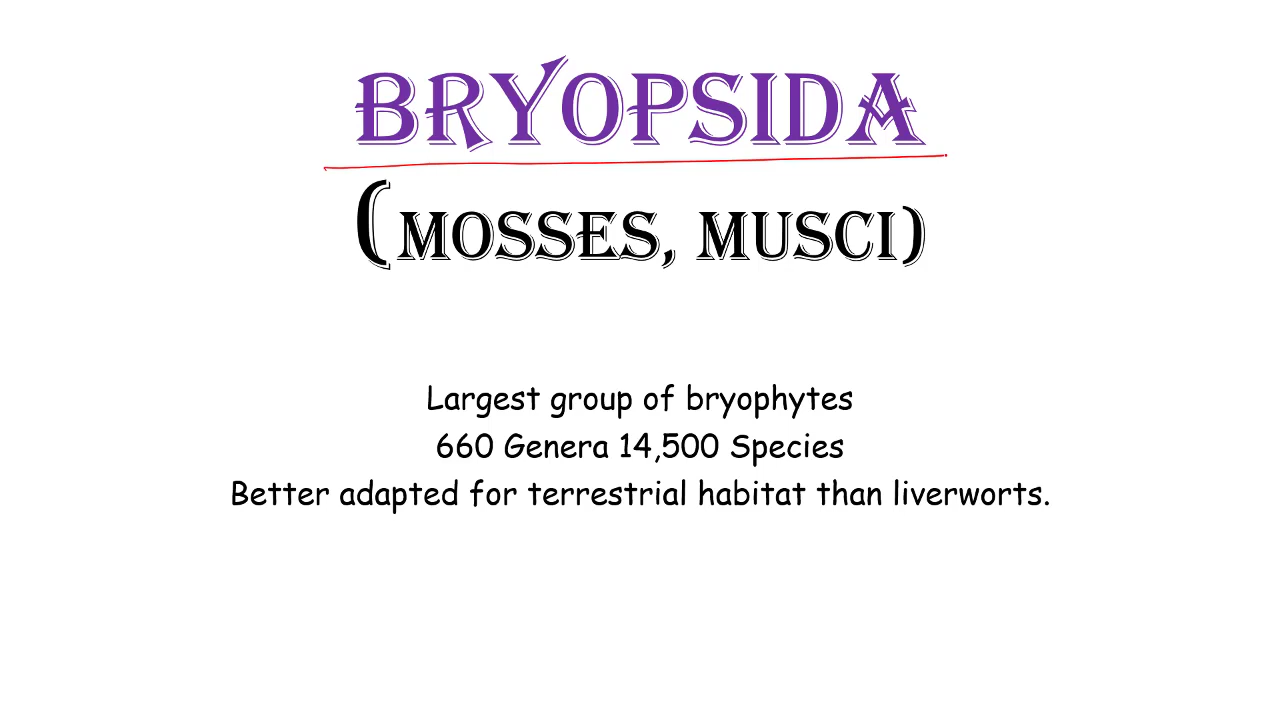 BRYOPSIDA
(MOSSES, MUSCI)
Largest group of bryophytes
660 Genera 14,500 Species
Better adapted for terrestrial habitat than liverworts.